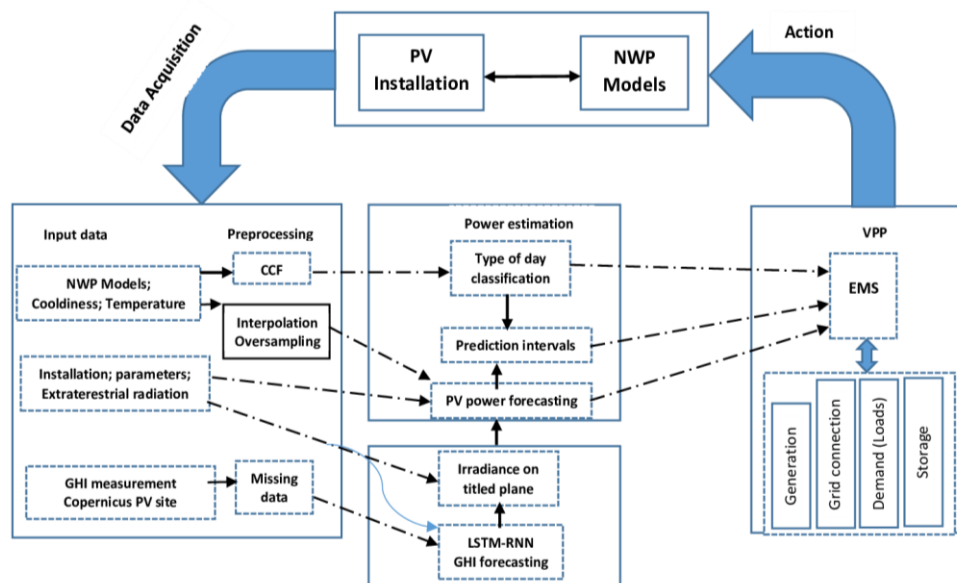 Data Acquisition
PV
Installation
NWP
Models
Action
Input data
Preprocessing
NWP Models;
Cooldiness; Temperature
CCF
Interpolation
Oversampling
Installation; parameters;
Extraterestrial radiation
GHI measurement
Copernicus PV site
Missing
data
Power estimation
Type of day
classification
Prediction intervals
PV power forecasting
Irradiance on
titled plane
LSTM-RNN
GHI forecasting
VPP
EMS
Generation
Grid connection
Demand (Loads)
Storage